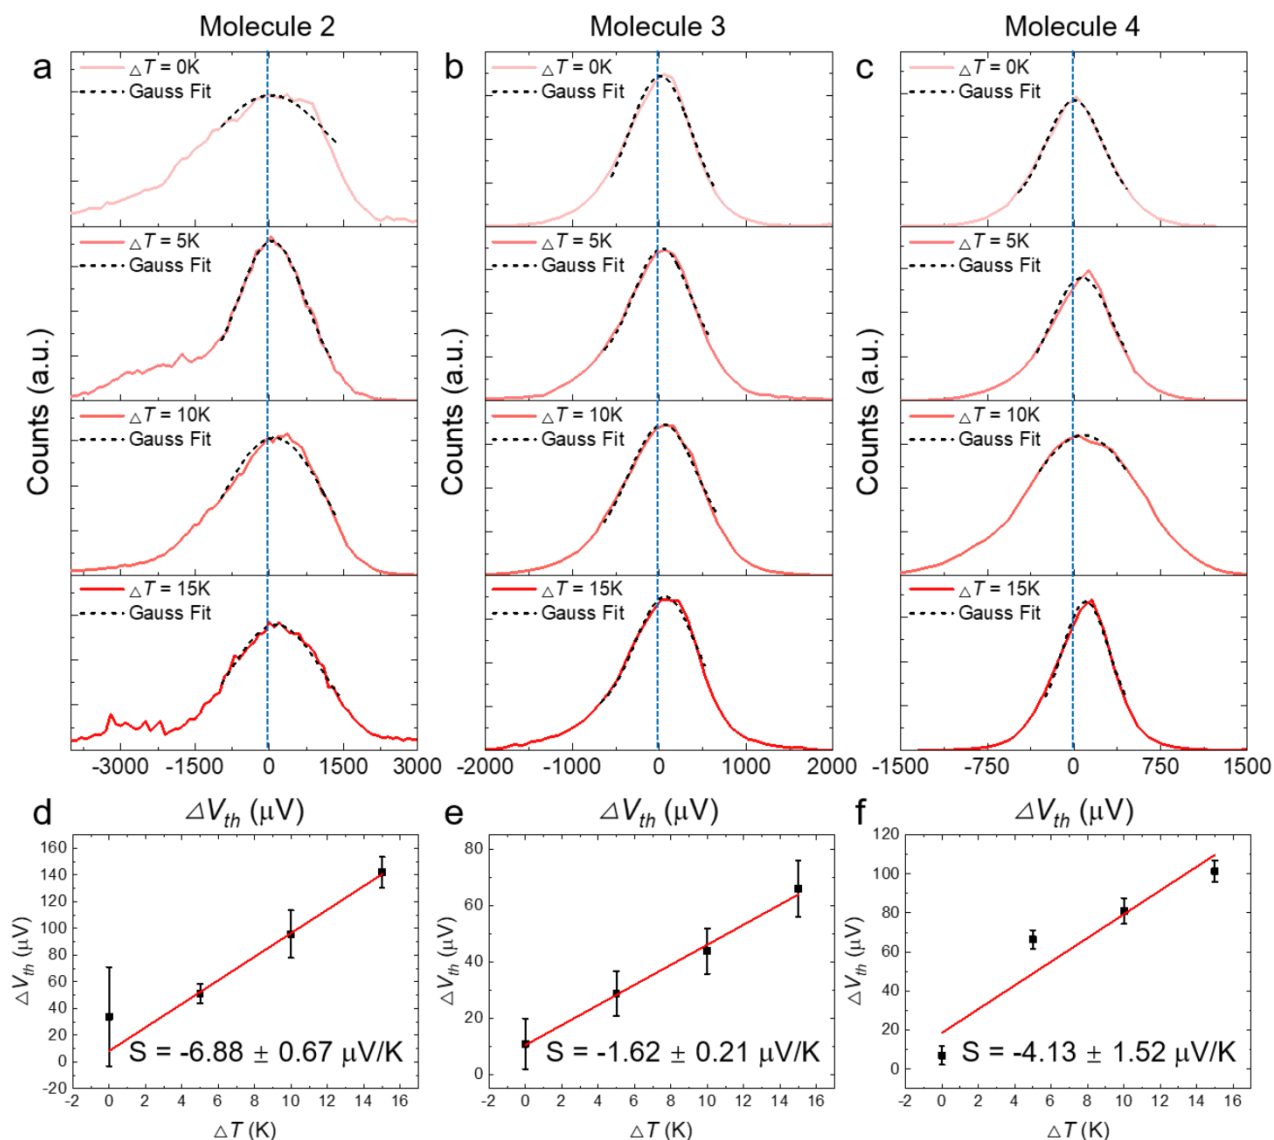 Molecule 2
Molecule 3
Molecule 4
a
△T = 0K
Gauss Fit
△T = 5K
Gauss Fit
△T = 10K
Gauss Fit
△T = 15K
Gauss Fit
Counts (a.u.)
-3000 -1500 0 1500 3000
△Vth (μV)
b
△T = 0K
Gauss Fit
△T = 5K
Gauss Fit
△T = 10K
Gauss Fit
△T = 15K
Gauss Fit
Counts (a.u.)
-2000 -1000 0 1000 2000
△Vth (μV)
c
△T = 0K
Gauss Fit
△T = 5K
Gauss Fit
△T = 10K
Gauss Fit
△T = 15K
Gauss Fit
Counts (a.u.)
-1500 -750 0 750 1500
△Vth (μV)
d
160
140
120
100
80
60
40
20
0
-20
△Vth (μV)
S = -6.88 ± 0.67 μV/K
-2 0 2 4 6 8 10 12 14 16
△T (K)
e
80
60
40
20
0
△Vth (μV)
S = -1.62 ± 0.21 μV/K
-2 0 2 4 6 8 10 12 14 16
△T (K)
f
120
100
80
60
40
20
0
-20
△Vth (μV)
S = -4.13 ± 1.52 μV/K
-2 0 2 4 6 8 10 12 14 16
△T (K)